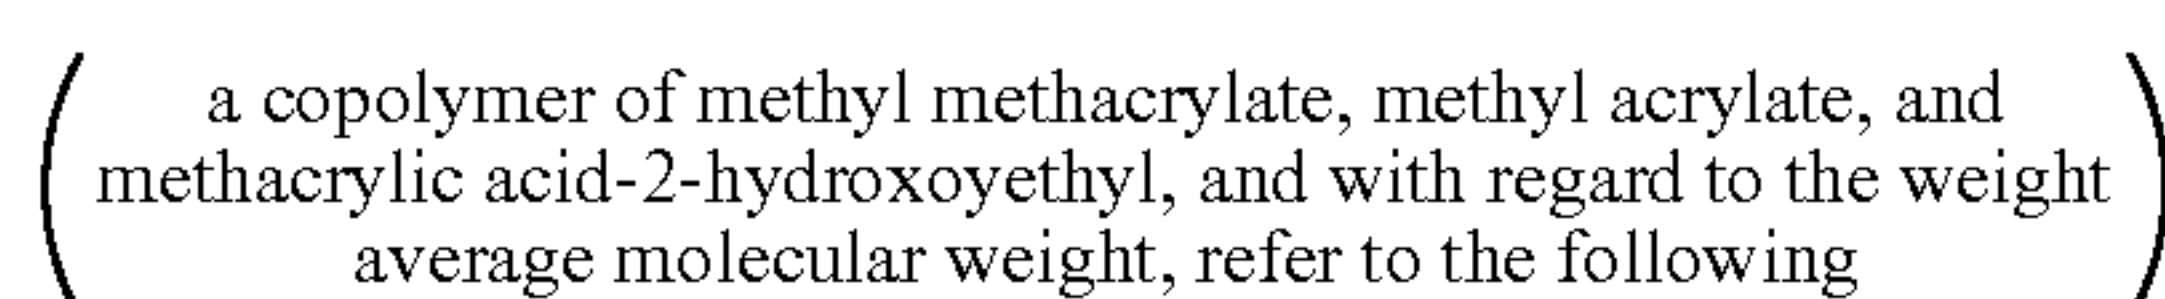 (a copolymer of methyl methacrylate, methyl acrylate, and
methacrylic acid-2-hydroxoyethyl, and with regard to the weight
average molecular weight, refer to the following)